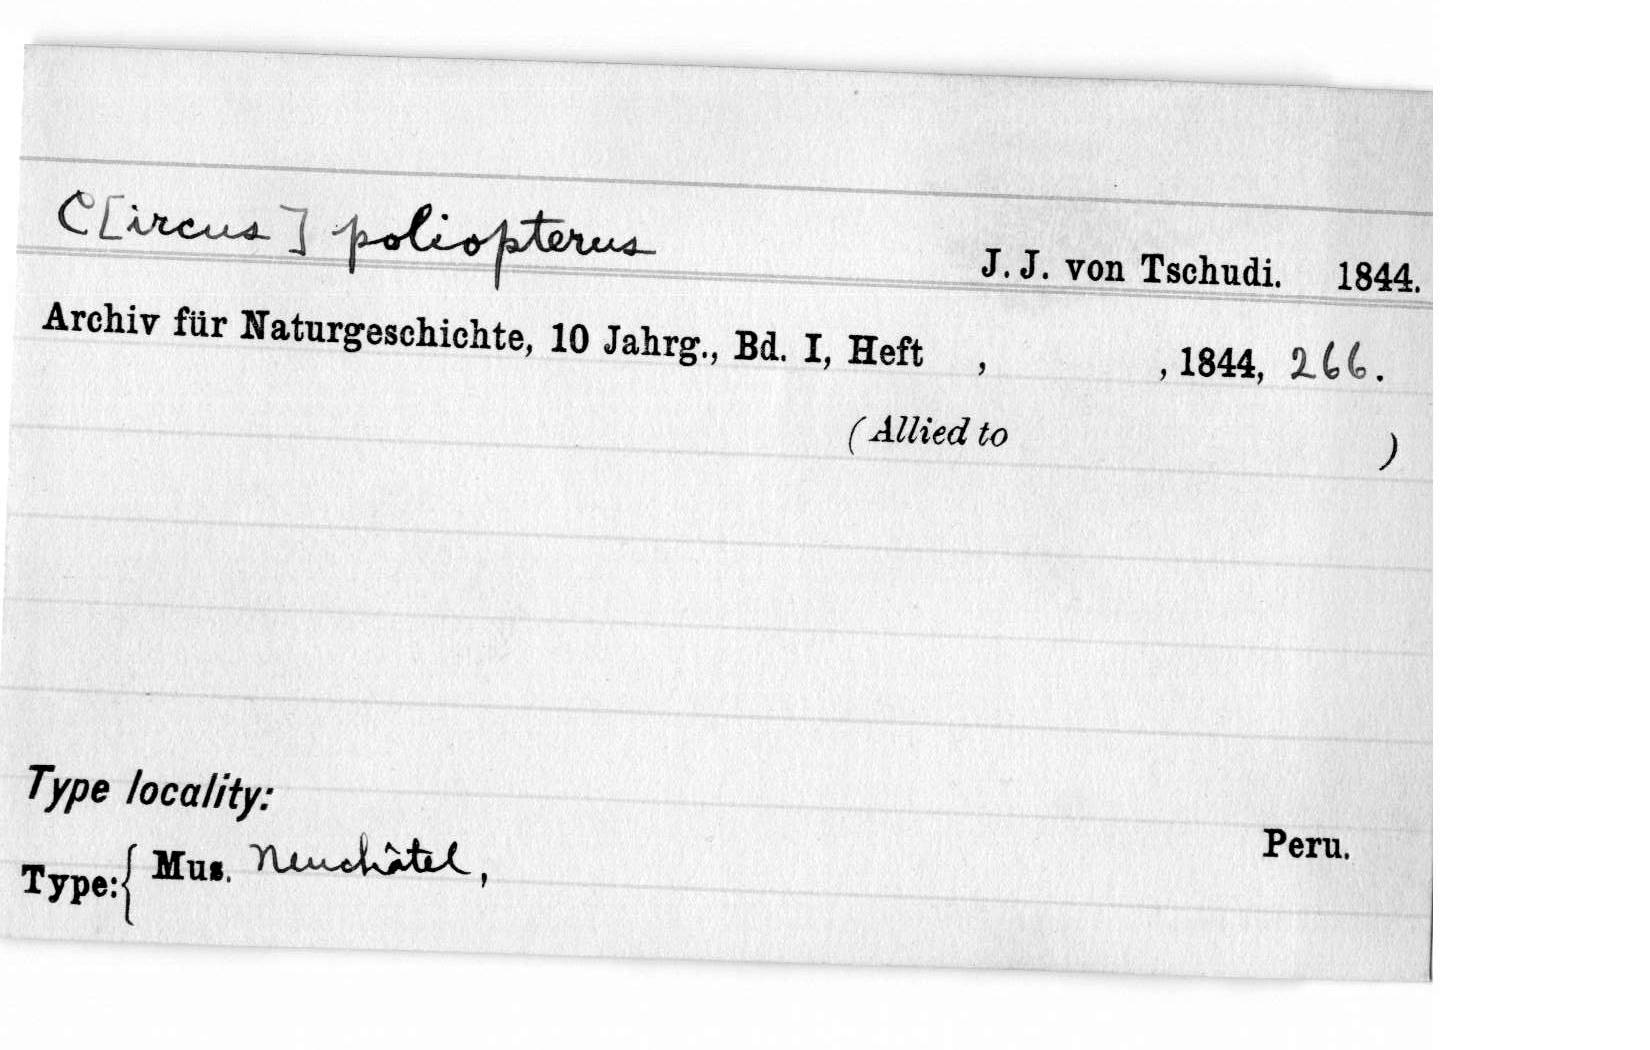 C[ircus] poliopterus J. J. von Tschudi. 1844.
Archiv für Naturgeschichte, 10 Jahrg., Bd. I, Heft , , 1844, 266.
(Allied to )
Type locality:
Peru.
Type: { Mus. Neuchâtel,